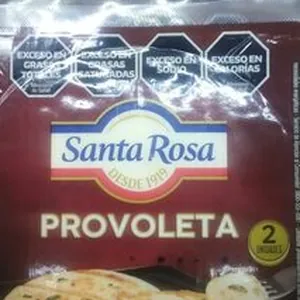 EXCESO EN GRASAS TOTALES
EXCESO EN GRASAS SATURADAS
EXCESO EN SODIO
EXCESO EN CALORÍAS
Santa Rosa
DESDE 1919
PROVOLETA
2
UNIDADES